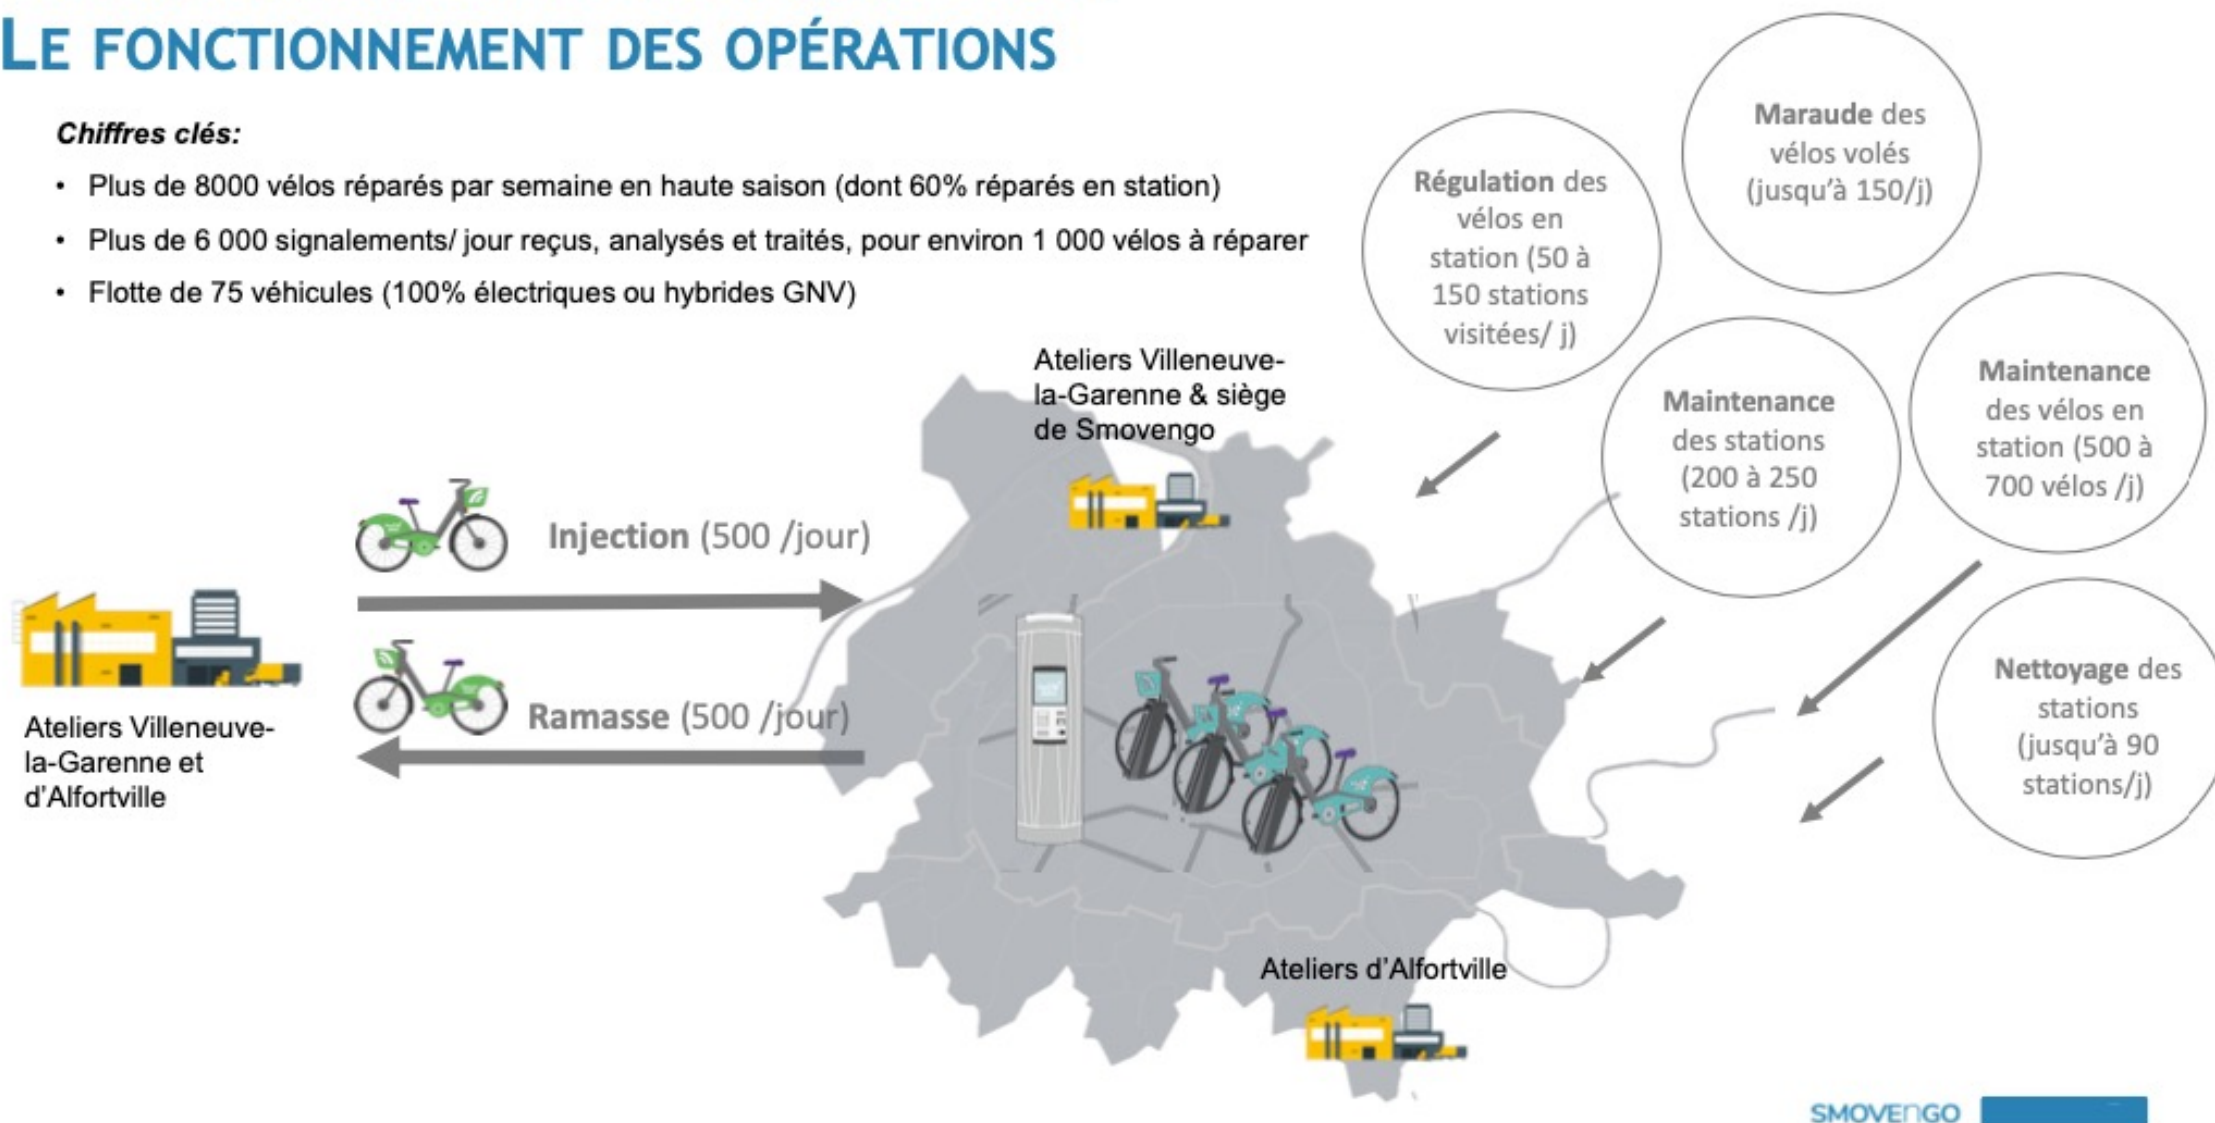 LE FONCTIONNEMENT DES OPÉRATIONS
Chiffres clés:
• Plus de 8000 vélos réparés par semaine en haute saison (dont 60% réparés en station)
• Plus de 6 000 signalements/ jour reçus, analysés et traités, pour environ 1 000 vélos à réparer
• Flotte de 75 véhicules (100% électriques ou hybrides GNV)
Maraude des
vélos volés
(jusqu'à 150/j)
Régulation des
vélos en
station (50 à
150 stations
visitées/ j)
Maintenance
des stations
(200 à 250
stations /j)
Maintenance
des vélos en
station (500 à
700 vélos /j)
Nettoyage des
stations
(jusqu'à 90
stations/j)
Ateliers Villeneuve-
la-Garenne & siège
de Smovengo
Injection (500 /jour)
Ramasse (500 /jour)
Ateliers Villeneuve-
la-Garenne et
d'Alfortville
Ateliers d'Alfortville
SMOVENGO